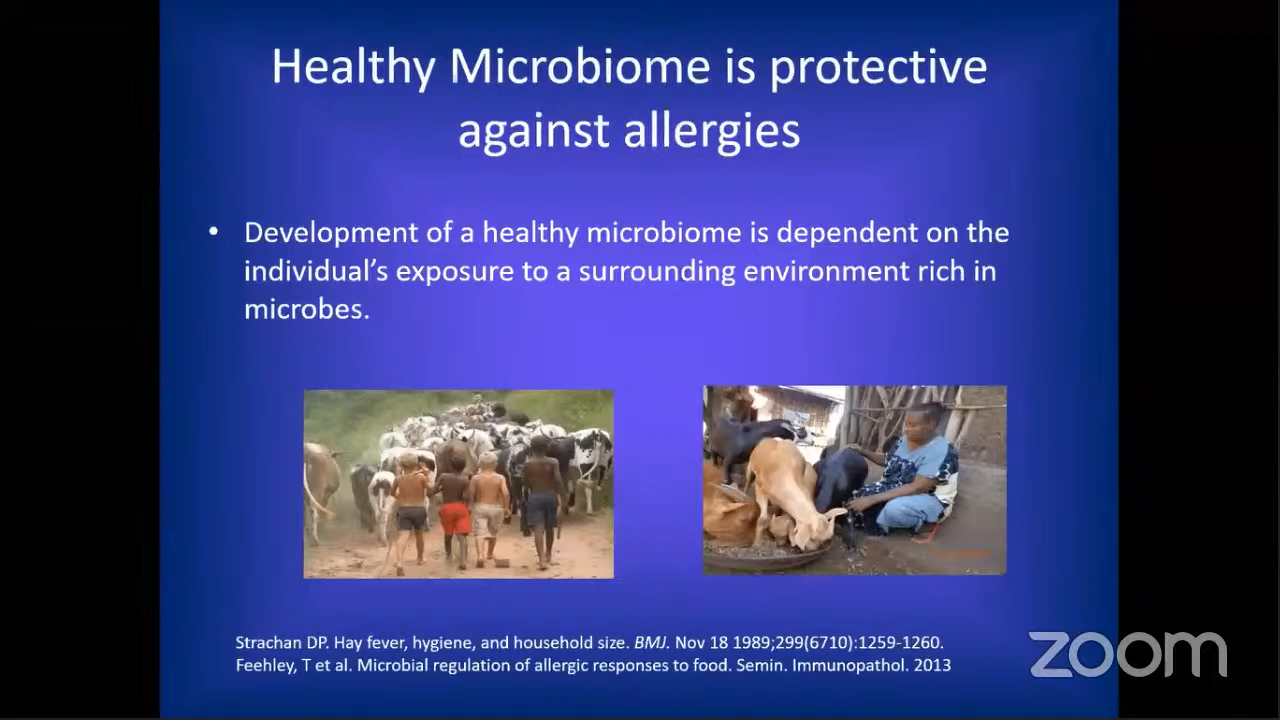 Healthy Microbiome is protective
against allergies
• Development of a healthy microbiome is dependent on the
individual's exposure to a surrounding environment rich in
microbes.
Strachan DP. Hay fever, hygiene, and household size. BMJ. Nov 18 1989;299(6710):1259-1260.
Feehley, T et al. Microbial regulation of allergic responses to food. Semin. Immunopathol. 2013
zoom